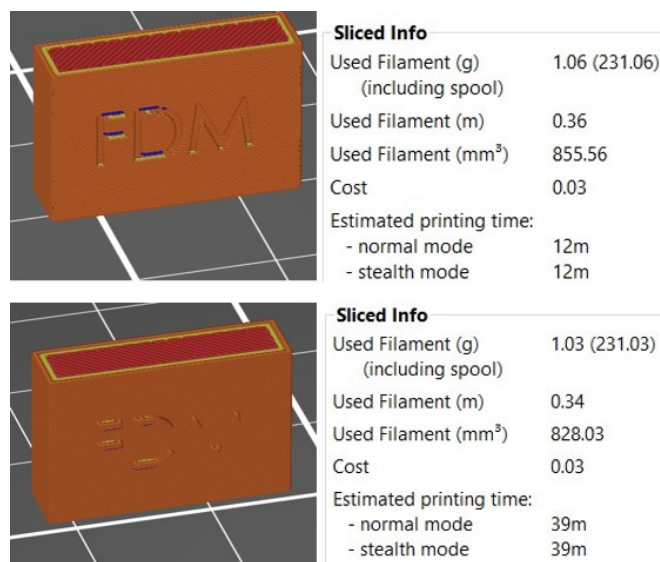 FDM
Sliced Info
Used Filament (g) 1.06 (231.06)
(including spool)
Used Filament (m) 0.36
Used Filament (mm³) 855.56
Cost 0.03
Estimated printing time:
- normal mode 12m
- stealth mode 12m
Sliced Info
Used Filament (g) 1.03 (231.03)
(including spool)
Used Filament (m) 0.34
Used Filament (mm³) 828.03
Cost 0.03
Estimated printing time:
- normal mode 39m
- stealth mode 39m